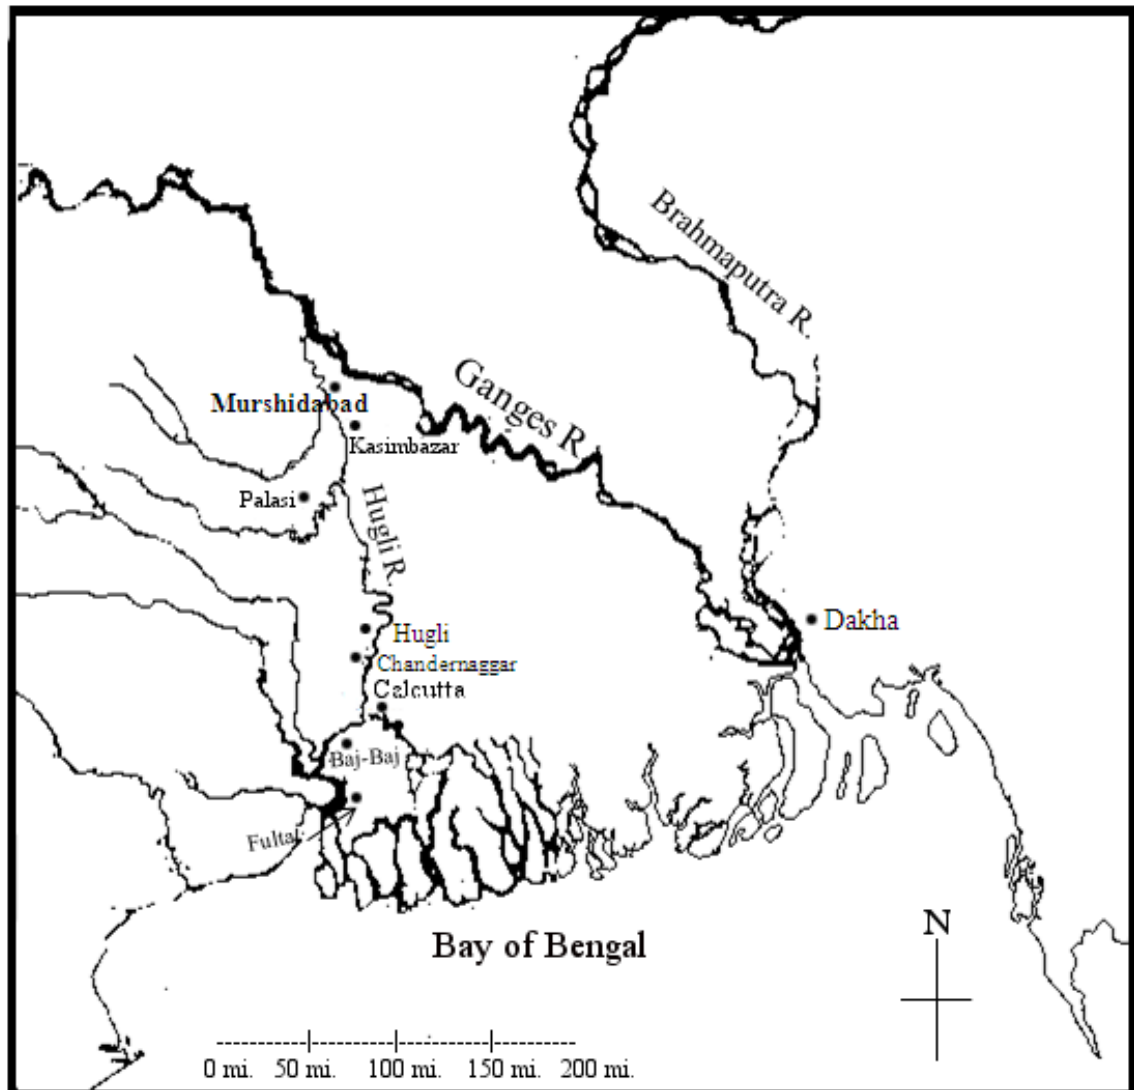 Brahmaputra R.
Ganges R
Murshidabad
Kasimbazar
Palasi
Hugli R.
Dakha
Hugli
Chandernaggar
Calcutta
Baj-Baj
Fulta
Bay of Bengal
N
0 mi. 50 mi. 100 mi. 150 mi. 200 mi.